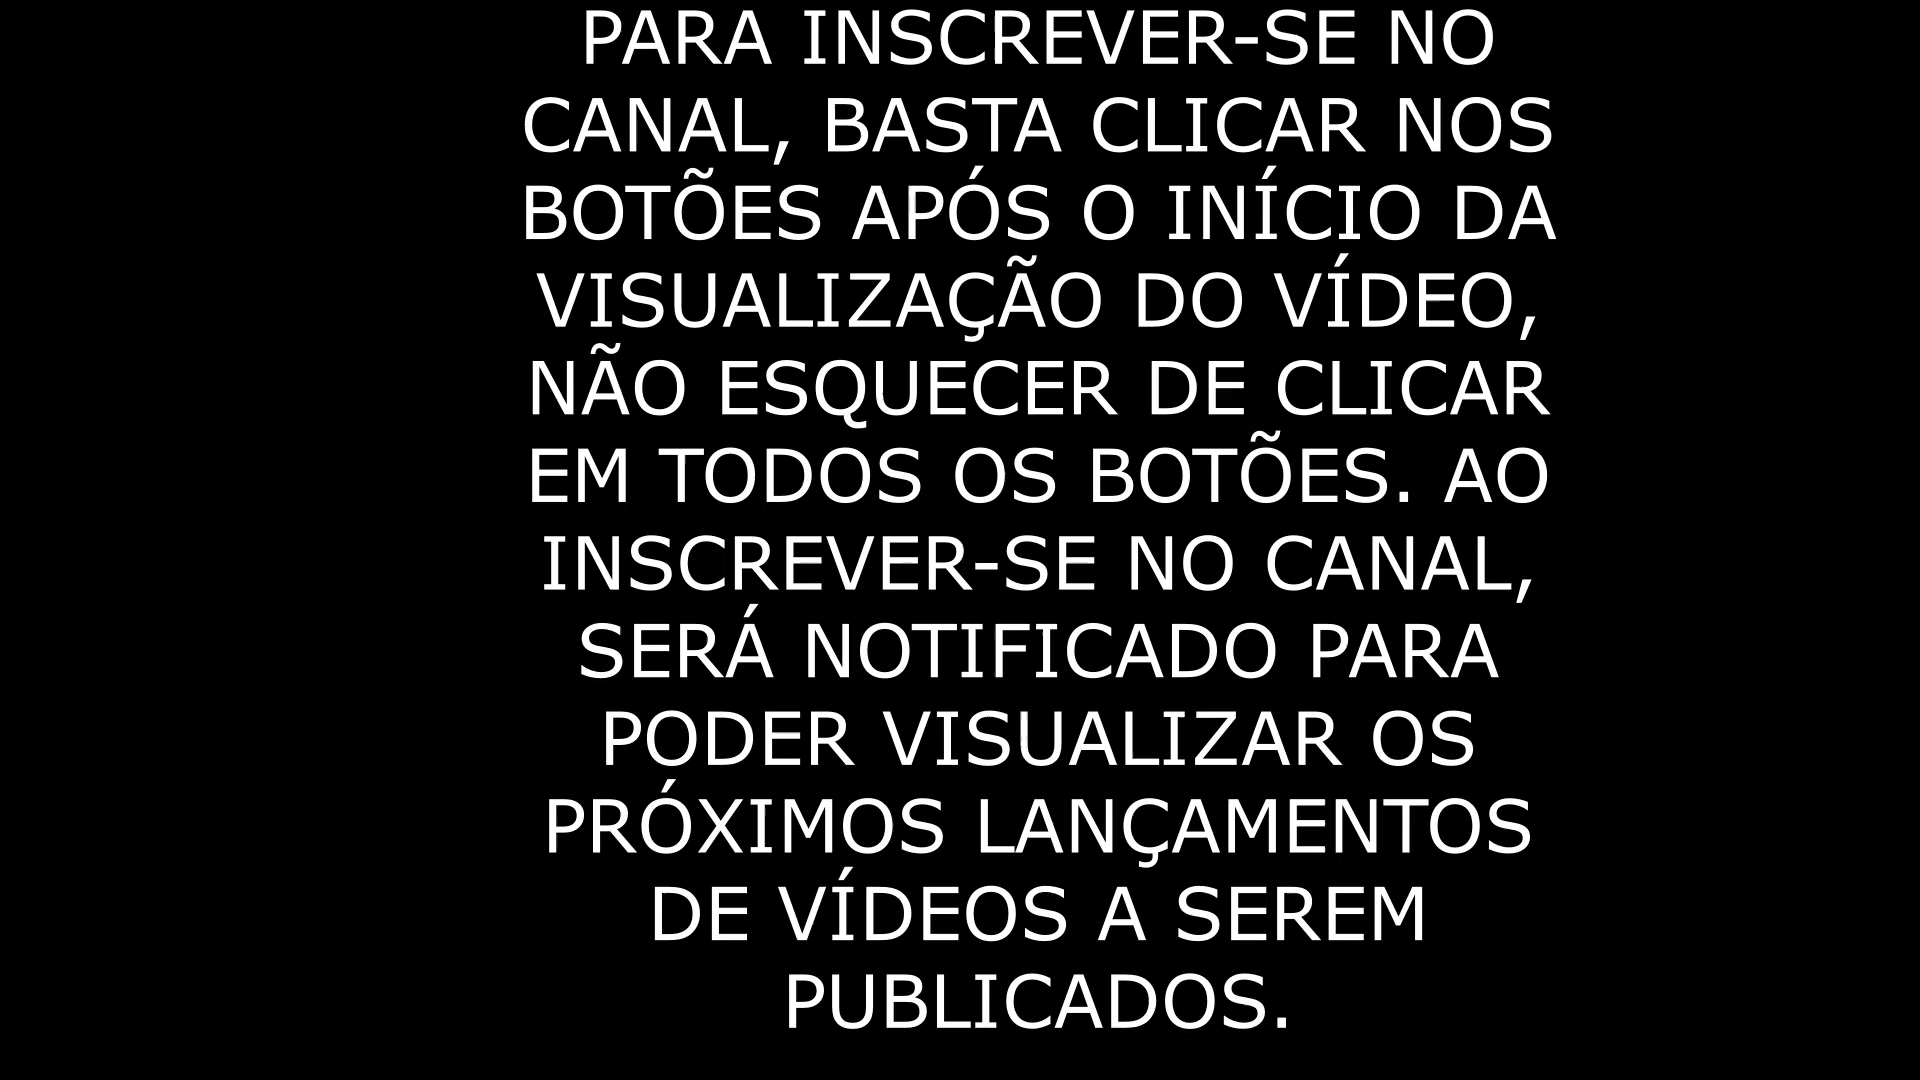 PARA INSCREVER-SE NO
CANAL, BASTA CLICAR NOS
BOTÕES APÓS O INÍCIO DA
VISUALIZAÇÃO DO VÍDEO,
NÃO ESQUECER DE CLICAR
EM TODOS OS BOTÕES. AO
INSCREVER-SE NO CANAL,
SERÁ NOTIFICADO PARA
PODER VISUALIZAR OS
PRÓXIMOS LANÇAMENTOS
DE VÍDEOS A SEREM
PUBLICADOS.